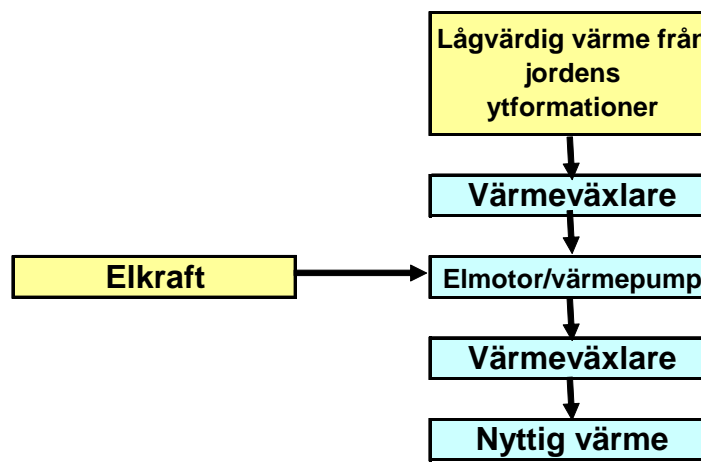 Lågvärdig värme från
jordens
ytformationer
Värmeväxlare
Elkraft
Elmotor/värmepump
Värmeväxlare
Nyttig värme